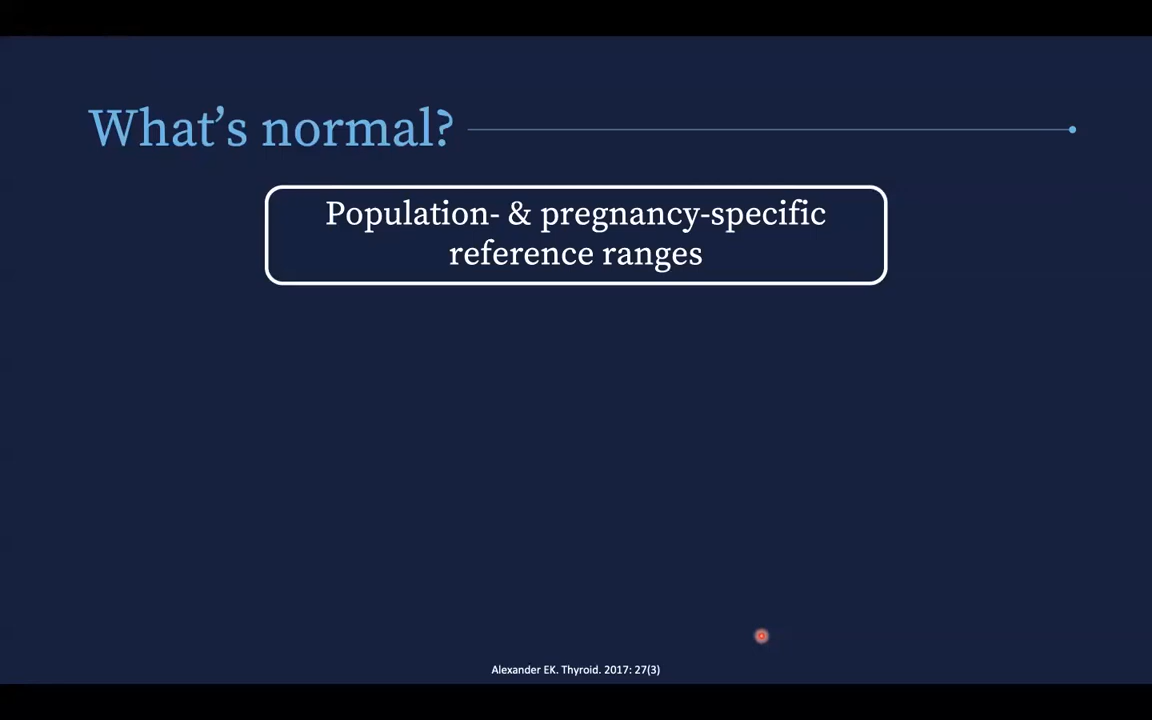 What’s normal?
Population- & pregnancy-specific
reference ranges
Alexander EK. Thyroid. 2017: 27(3)